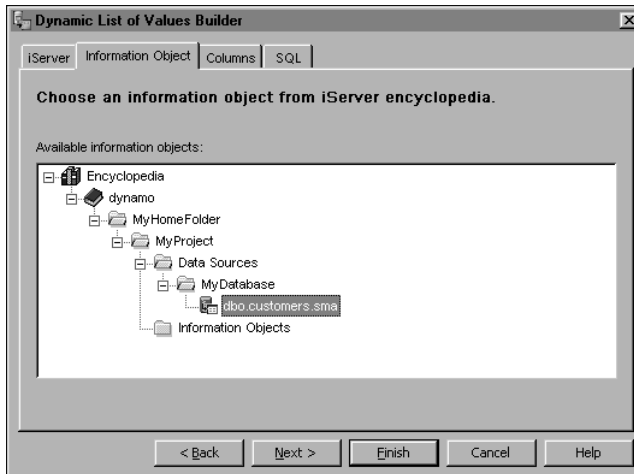 Dynamic List of Values Builder
iServer Information Object Columns SQL
Choose an information object from iServer encyclopedia.
Available information objects:
Encyclopedia
dynamo
MyHomeFolder
MyProject
Data Sources
MyDatabase
dbo.customers.sma
Information Objects
< Back Next > Finish Cancel Help